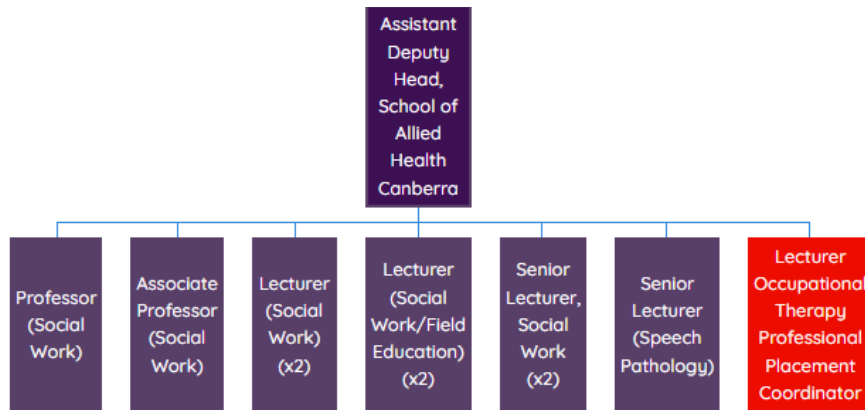 Assistant
Deputy
Head,
School of
Allied
Health
Canberra
Professor
(Social
Work)
Associate
Professor
(Social
Work)
Lecturer
(Social
Work)
(x2)
Lecturer
(Social
Work/Field
Education)
(x2)
Senior
Lecturer,
Social
Work
(x2)
Senior
Lecturer
(Speech
Pathology)
Lecturer
Occupational
Therapy
Professional
Placement
Coordinator